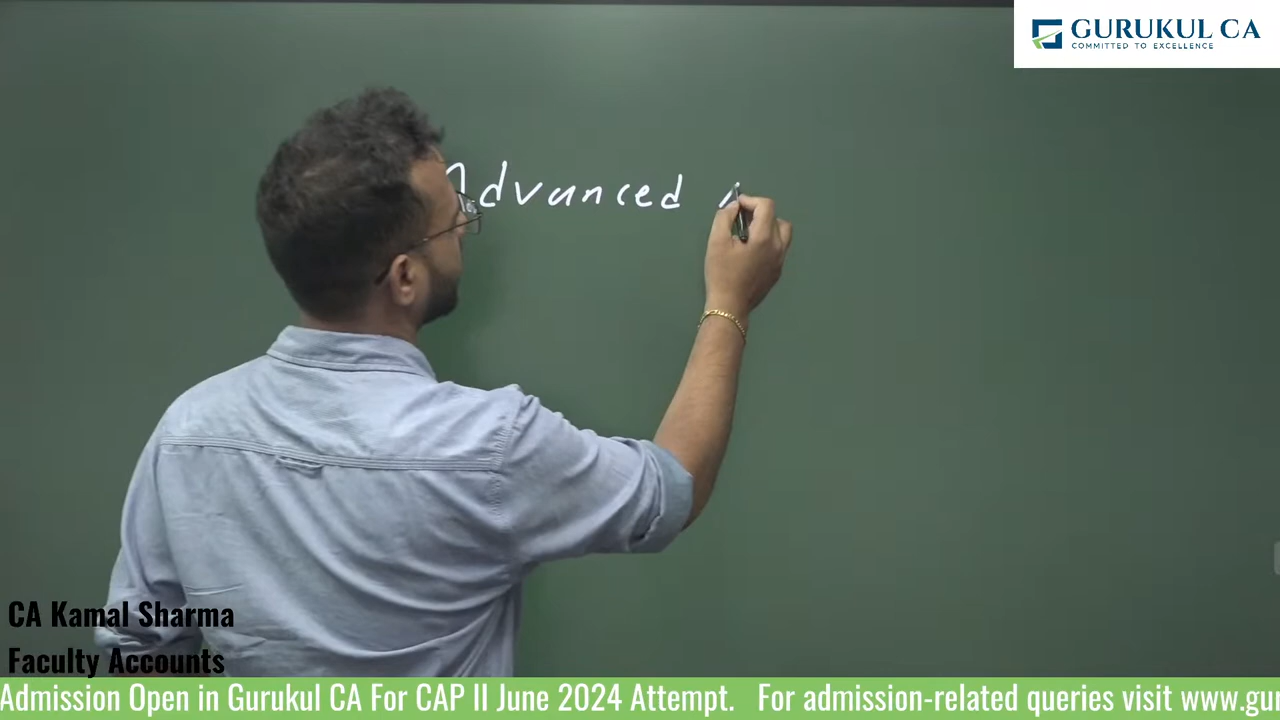 GURUKUL CA
COMMITTED TO EXCELLENCE
Advanced
CA Kamal Sharma
Faculty Accounts
Admission Open in Gurukul CA For CAP II June 2024 Attempt. For admission-related queries visit www.gur